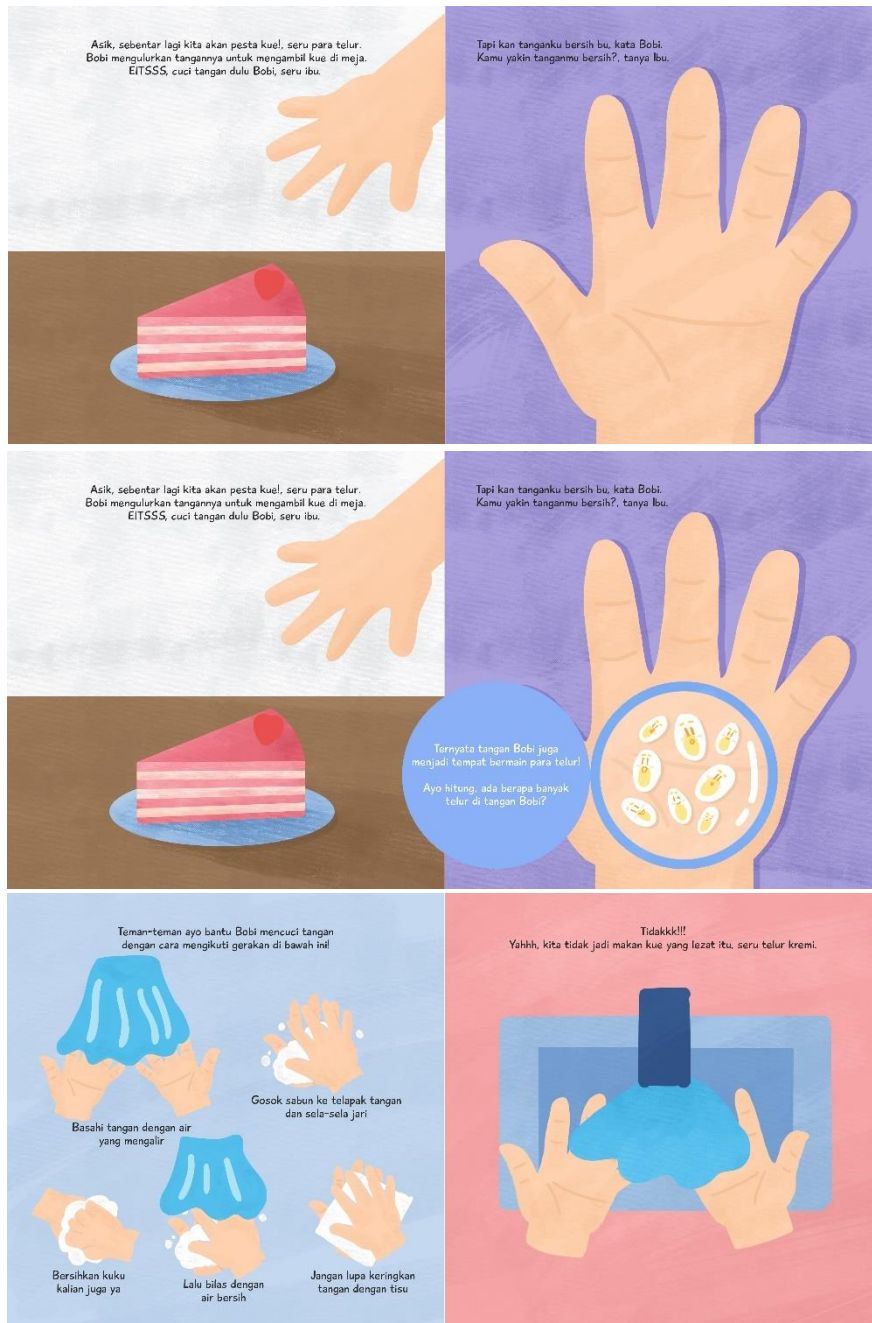 Asik, sebentar lagi kita akan pesta kue!, seru para telur.
Bobi mengulurkan tangannya untuk mengambil kue di meja.
EITSSS, cuci tangan dulu Bobi, seru ibu.
Tapi kan tanganku bersih bu, kata Bobi.
Kamu yakin tanganmu bersih?, tanya Ibu.
Asik, sebentar lagi kita akan pesta kue!, seru para telur.
Bobi mengulurkan tangannya untuk mengambil kue di meja.
EITSSS, cuci tangan dulu Bobi, seru ibu.
Tapi kan tanganku bersih bu, kata Bobi.
Kamu yakin tanganmu bersih?, tanya Ibu.
Ternyata tangan Bobi juga
menjadi tempat bermain para telur!
Ayo hitung, ada berapa banyak
telur di tangan Bobi?
Teman-teman ayo bantu Bobi mencuci tangan
dengan cara mengikuti gerakan di bawah ini!
Basahi tangan dengan air
yang mengalir
Gosok sabun ke telapak tangan
dan sela-sela jari
Bersihkan kuku
kalian juga ya
Lalu bilas dengan
air bersih
Jangan lupa keringkan
tangan dengan tisu
Tidakkk!!!
Yahhh, kita tidak jadi makan kue yang lezat itu, seru telur kremi.